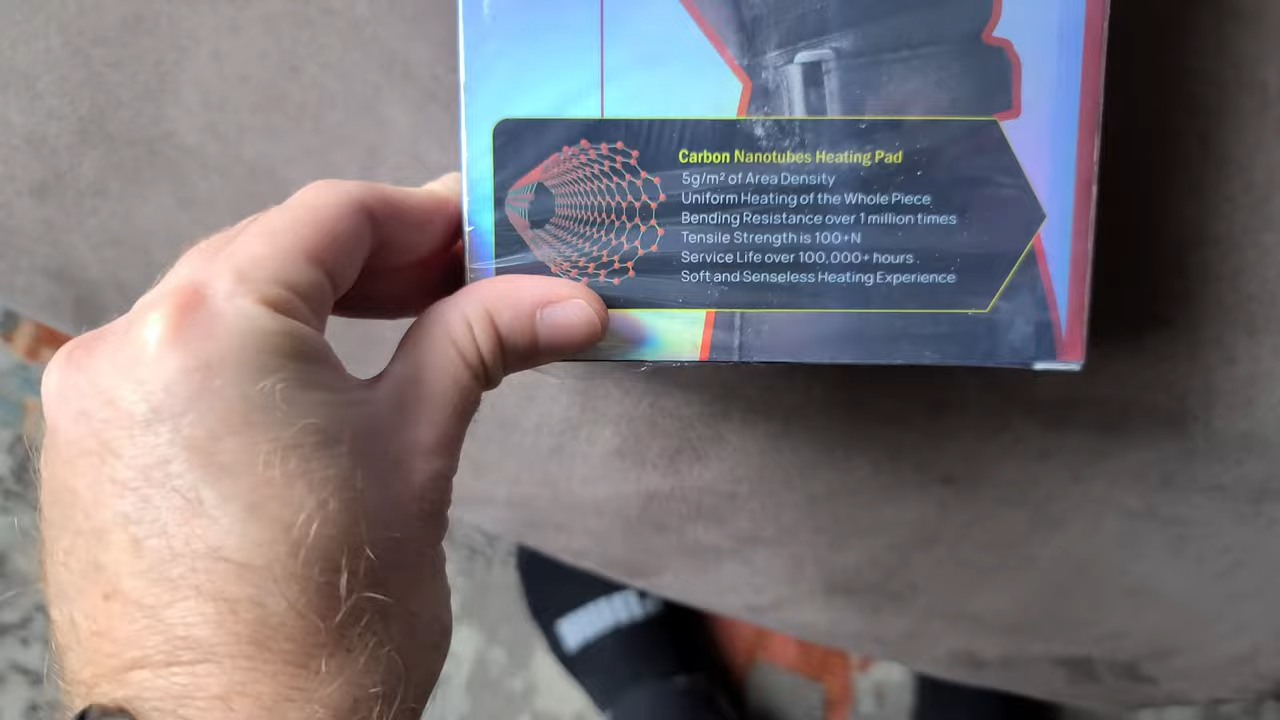 Carbon Nanotubes Heating Pad
5g/m² of Area Density
Uniform Heating of the Whole Piece
Bending Resistance over 1 million times
Tensile Strength is 100+N
Service Life over 100,000+ hours .
Soft and Senseless Heating Experience